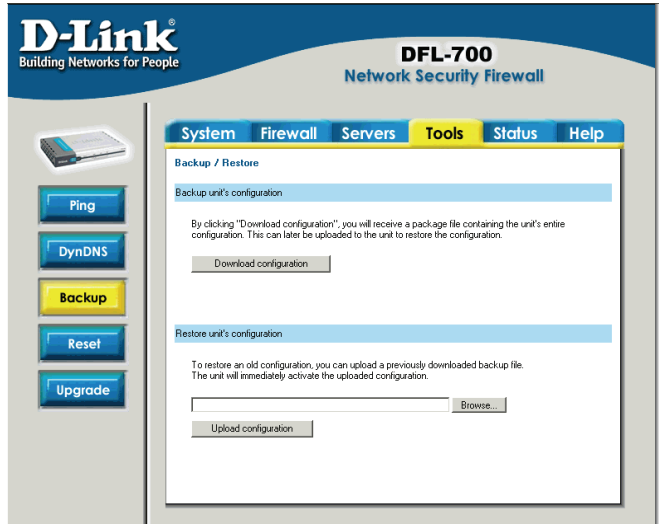 D-Link®
Building Networks for People
DFL-700
Network Security Firewall
System Firewall Servers Tools Status Help
Ping
DynDNS
Backup
Reset
Upgrade
Backup / Restore
Backup unit's configuration
By clicking "Download configuration", you will receive a package file containing the unit's entire
configuration. This can later be uploaded to the unit to restore the configuration.
Download configuration
Restore unit's configuration
To restore an old configuration, you can upload a previously downloaded backup file.
The unit will immediately activate the uploaded configuration.
Browse...
Upload configuration